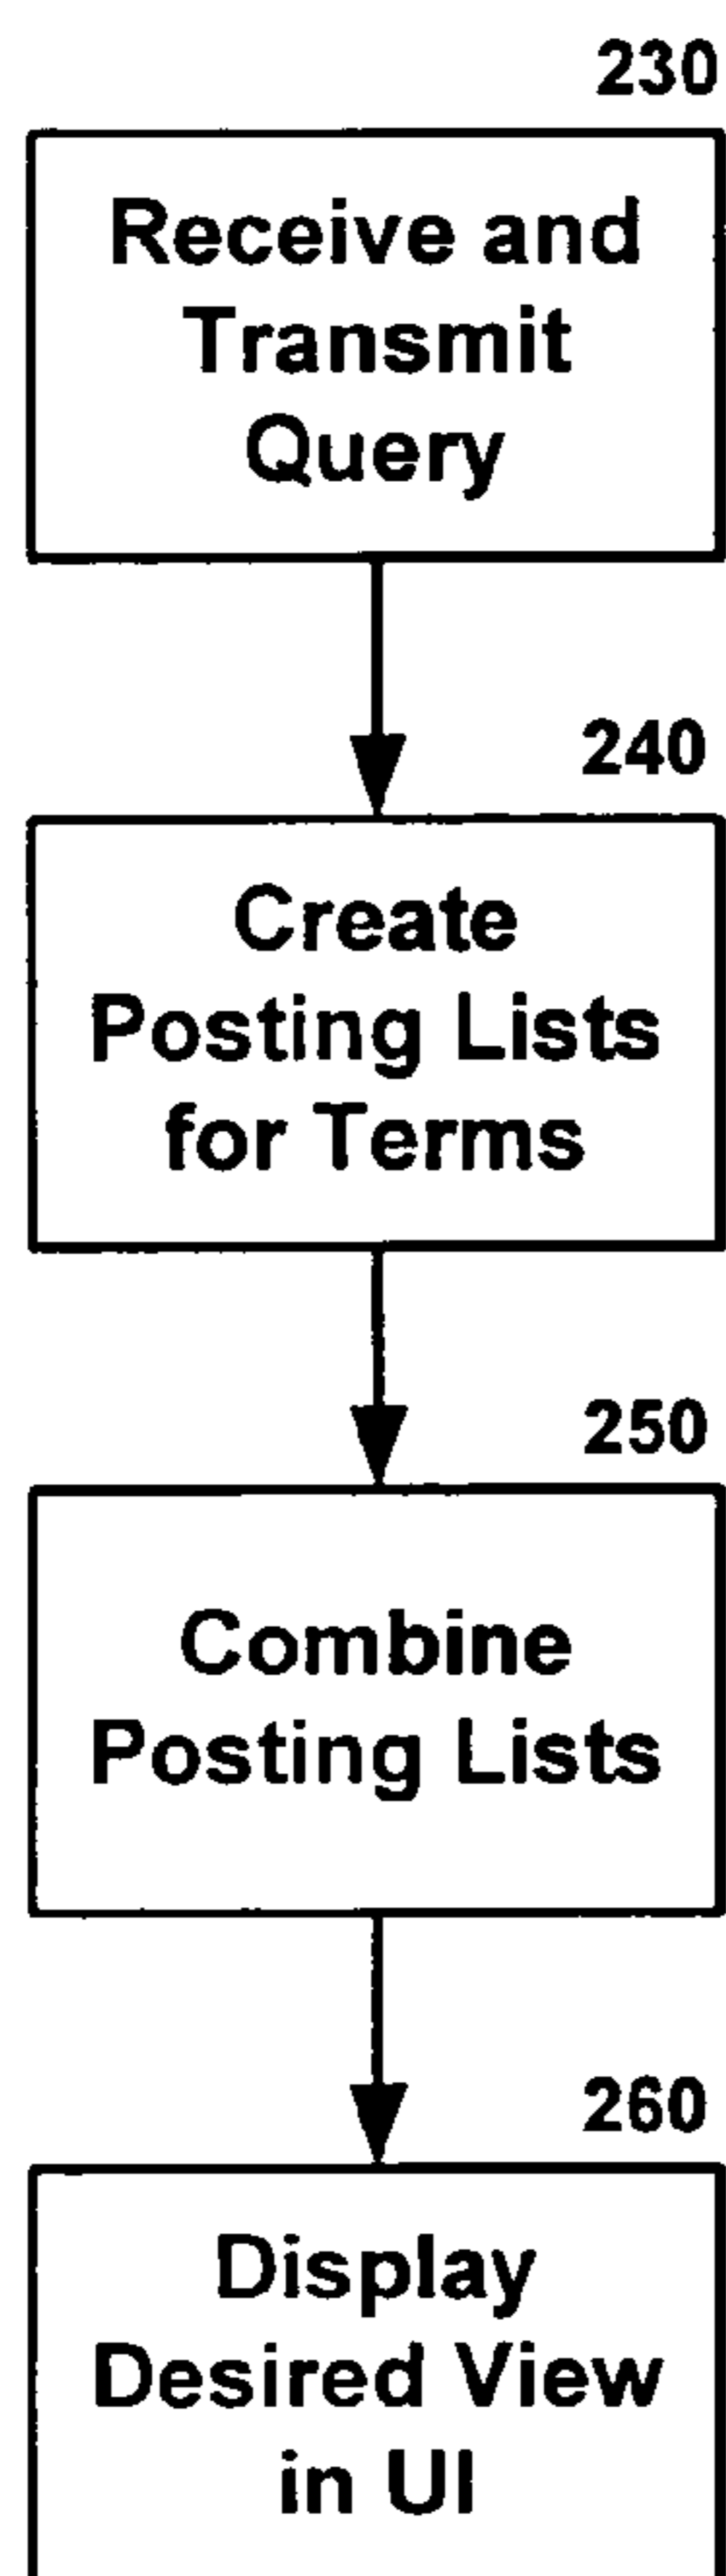 230
Receive and
Transmit
Query
240
Create
Posting Lists
for Terms
250
Combine
Posting Lists
260
Display
Desired View
in UI